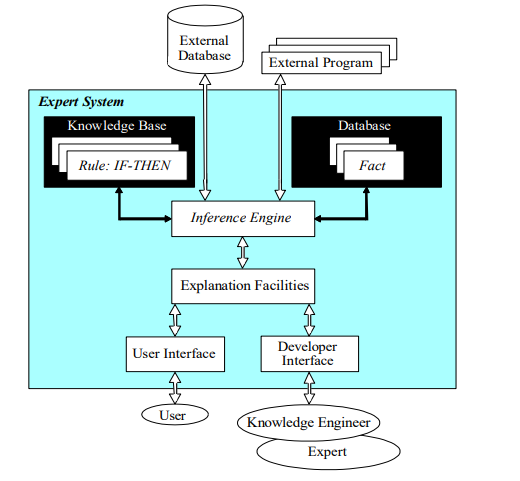 External
Database
External Program
Expert System
Knowledge Base
Rule: IF-THEN
Database
Fact
Inference Engine
Explanation Facilities
User Interface
Developer
Interface
User
Knowledge Engineer
Expert